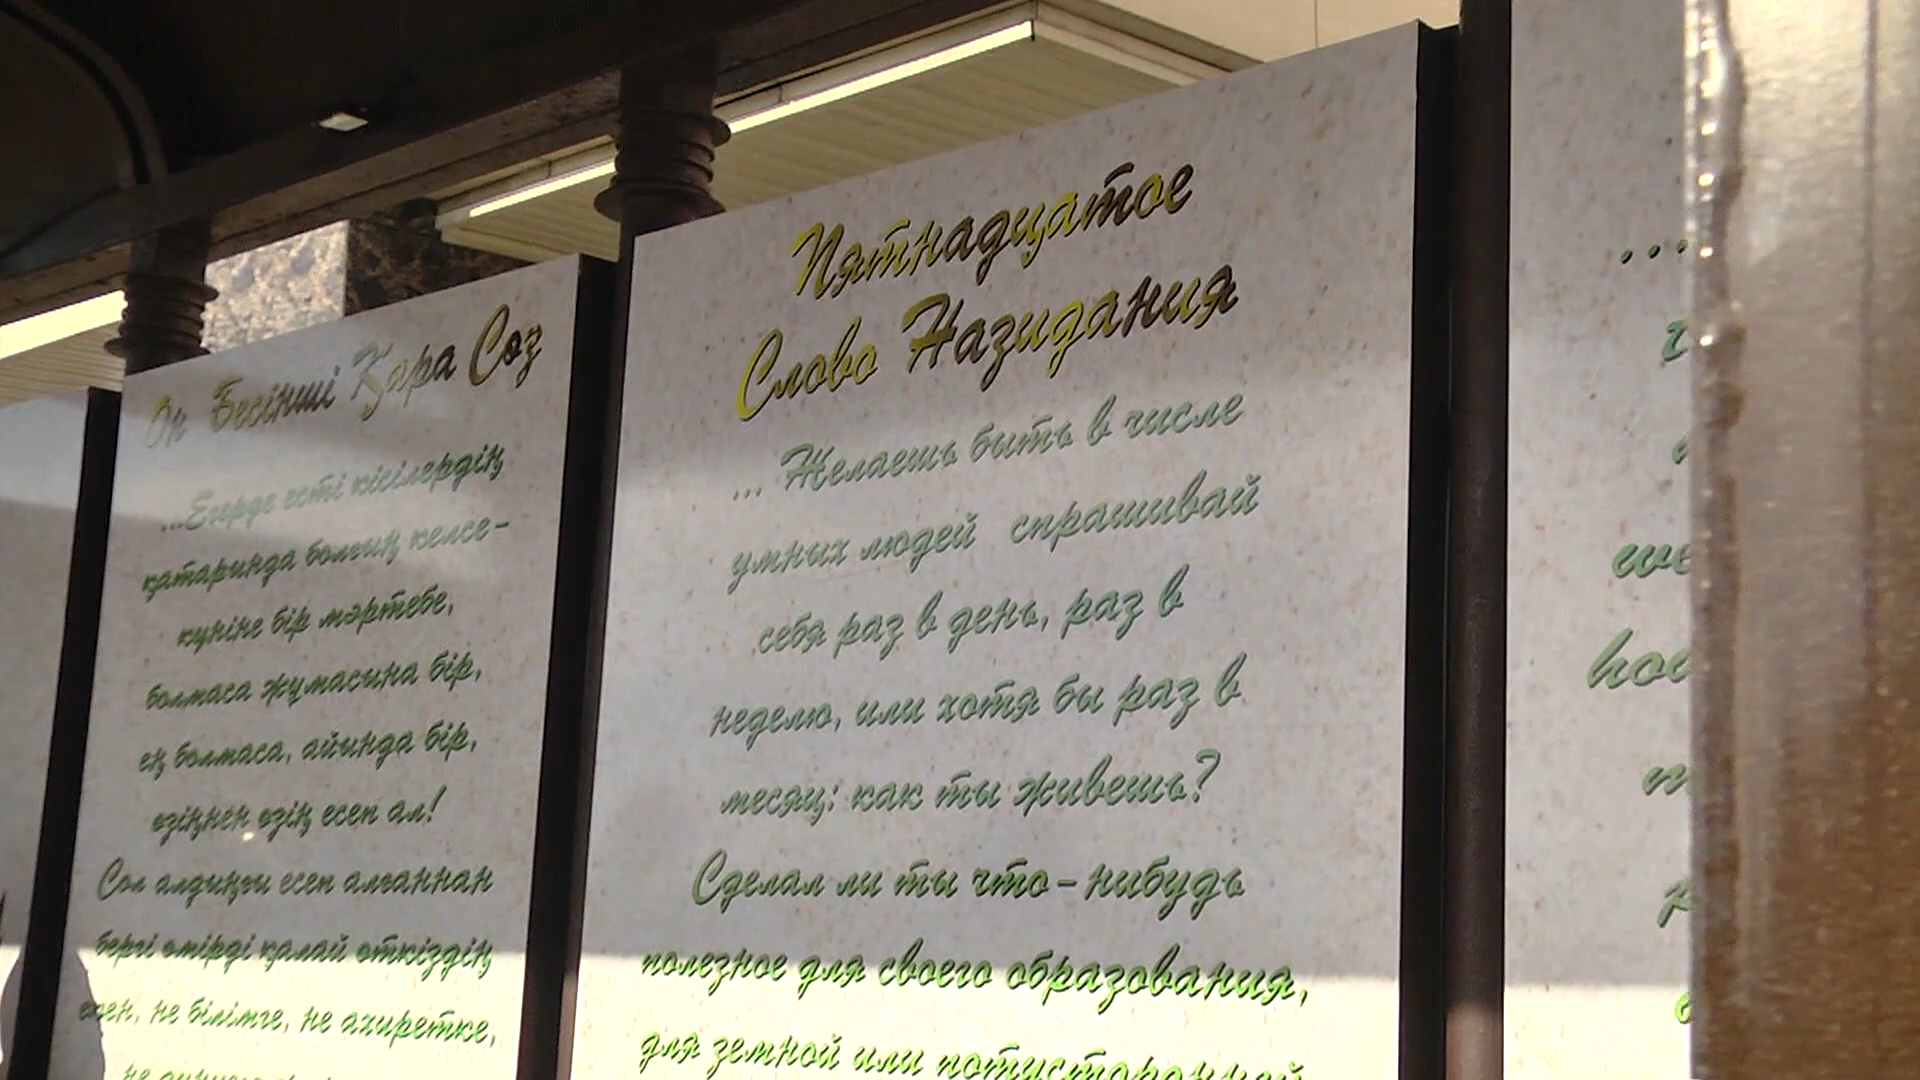 Он Бесінші Қара Сөз
...Егерде есті кісілердің
қатарында болғың келсе-
күніне бір мәртебе,
болмаса жұмасына бір,
ең болмаса, айында бір,
өзіңнен өзің есеп ал!
Сол алдыңғы есеп алғаннан
бергі өмірді қалай өткіздің
екен, не білімге, не ахиретке,
Пятнадцатое
Слово Назидания
... Желаешь быть в числе
умных людей спрашивай
себя раз в день, раз в
неделю, или хотя бы раз в
месяц: как ты живешь?
Сделал ли ты что-нибудь
полезное для своего образования,
для земной или потусторонней
...
we